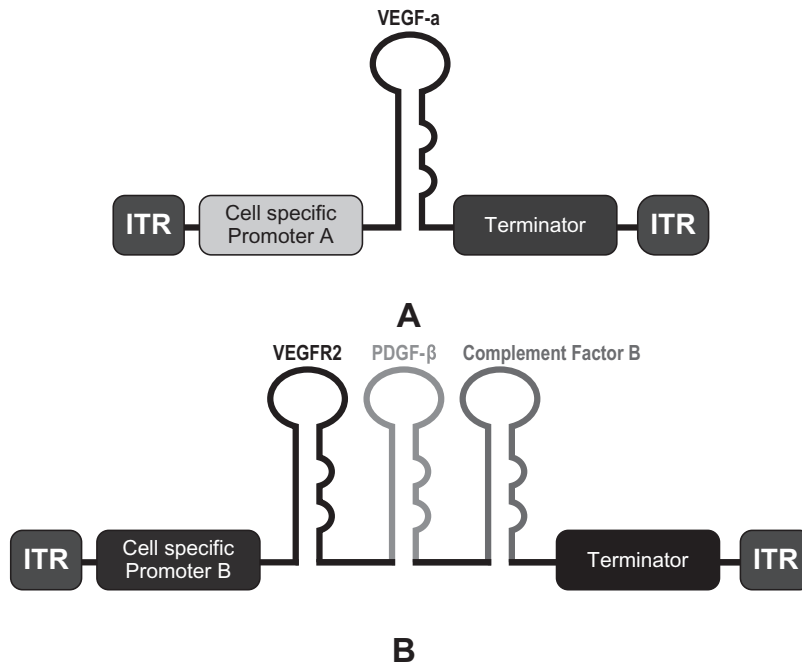 VEGF-a
ITR
Cell specific
Promoter A
Terminator
ITR
A
VEGFR2
PDGF-β
Complement Factor B
ITR
Cell specific
Promoter B
Terminator
ITR
B